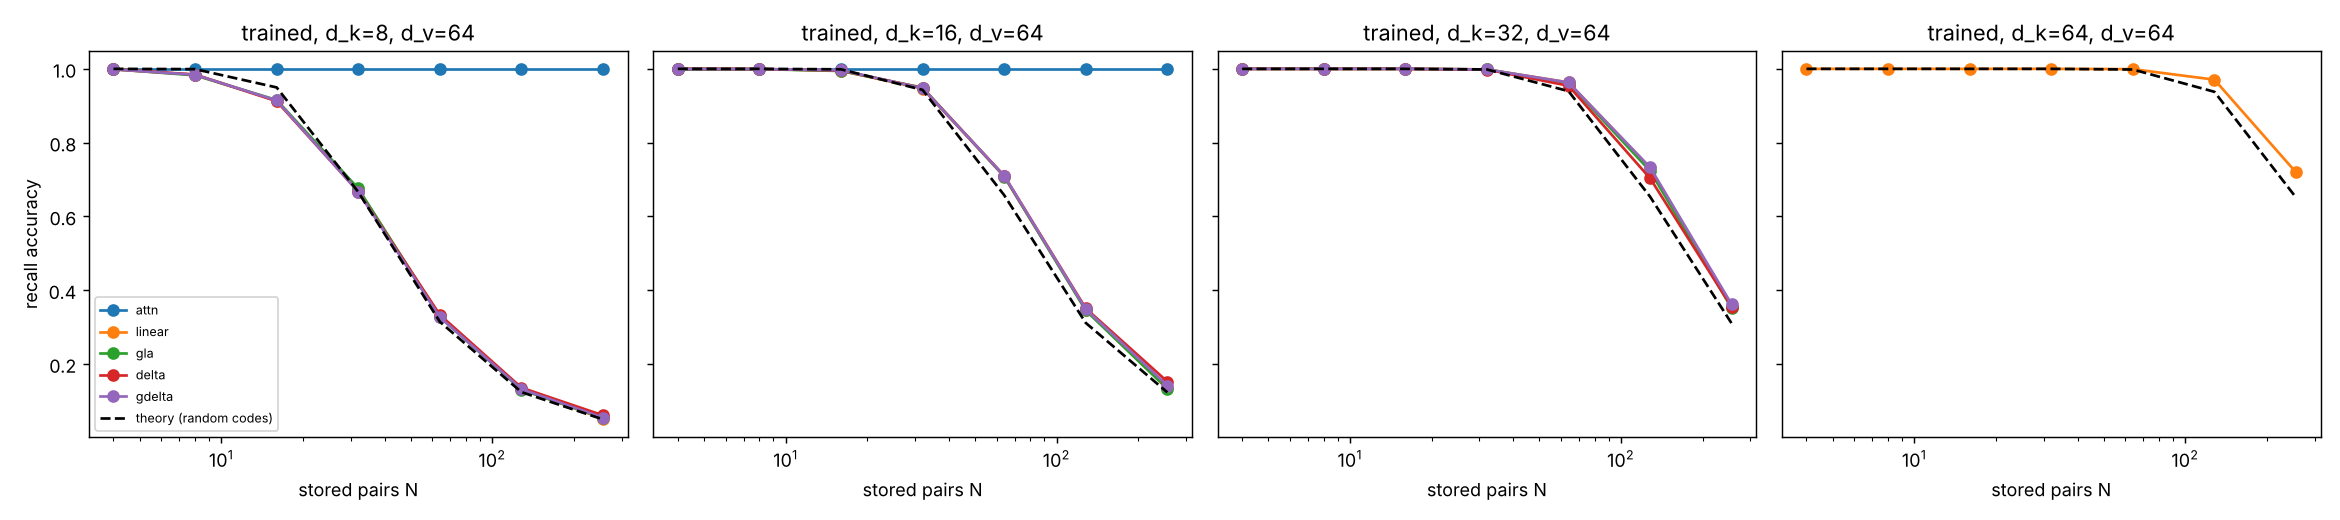 trained, d_k=8, d_v=64
trained, d_k=16, d_v=64
trained, d_k=32, d_v=64
trained, d_k=64, d_v=64
recall accuracy
1.0
0.8
0.6
0.4
0.2
attn
linear
gla
delta
gdelta
theory (random codes)
10¹
10²
10¹
10²
10¹
10²
10¹
10²
stored pairs N
stored pairs N
stored pairs N
stored pairs N